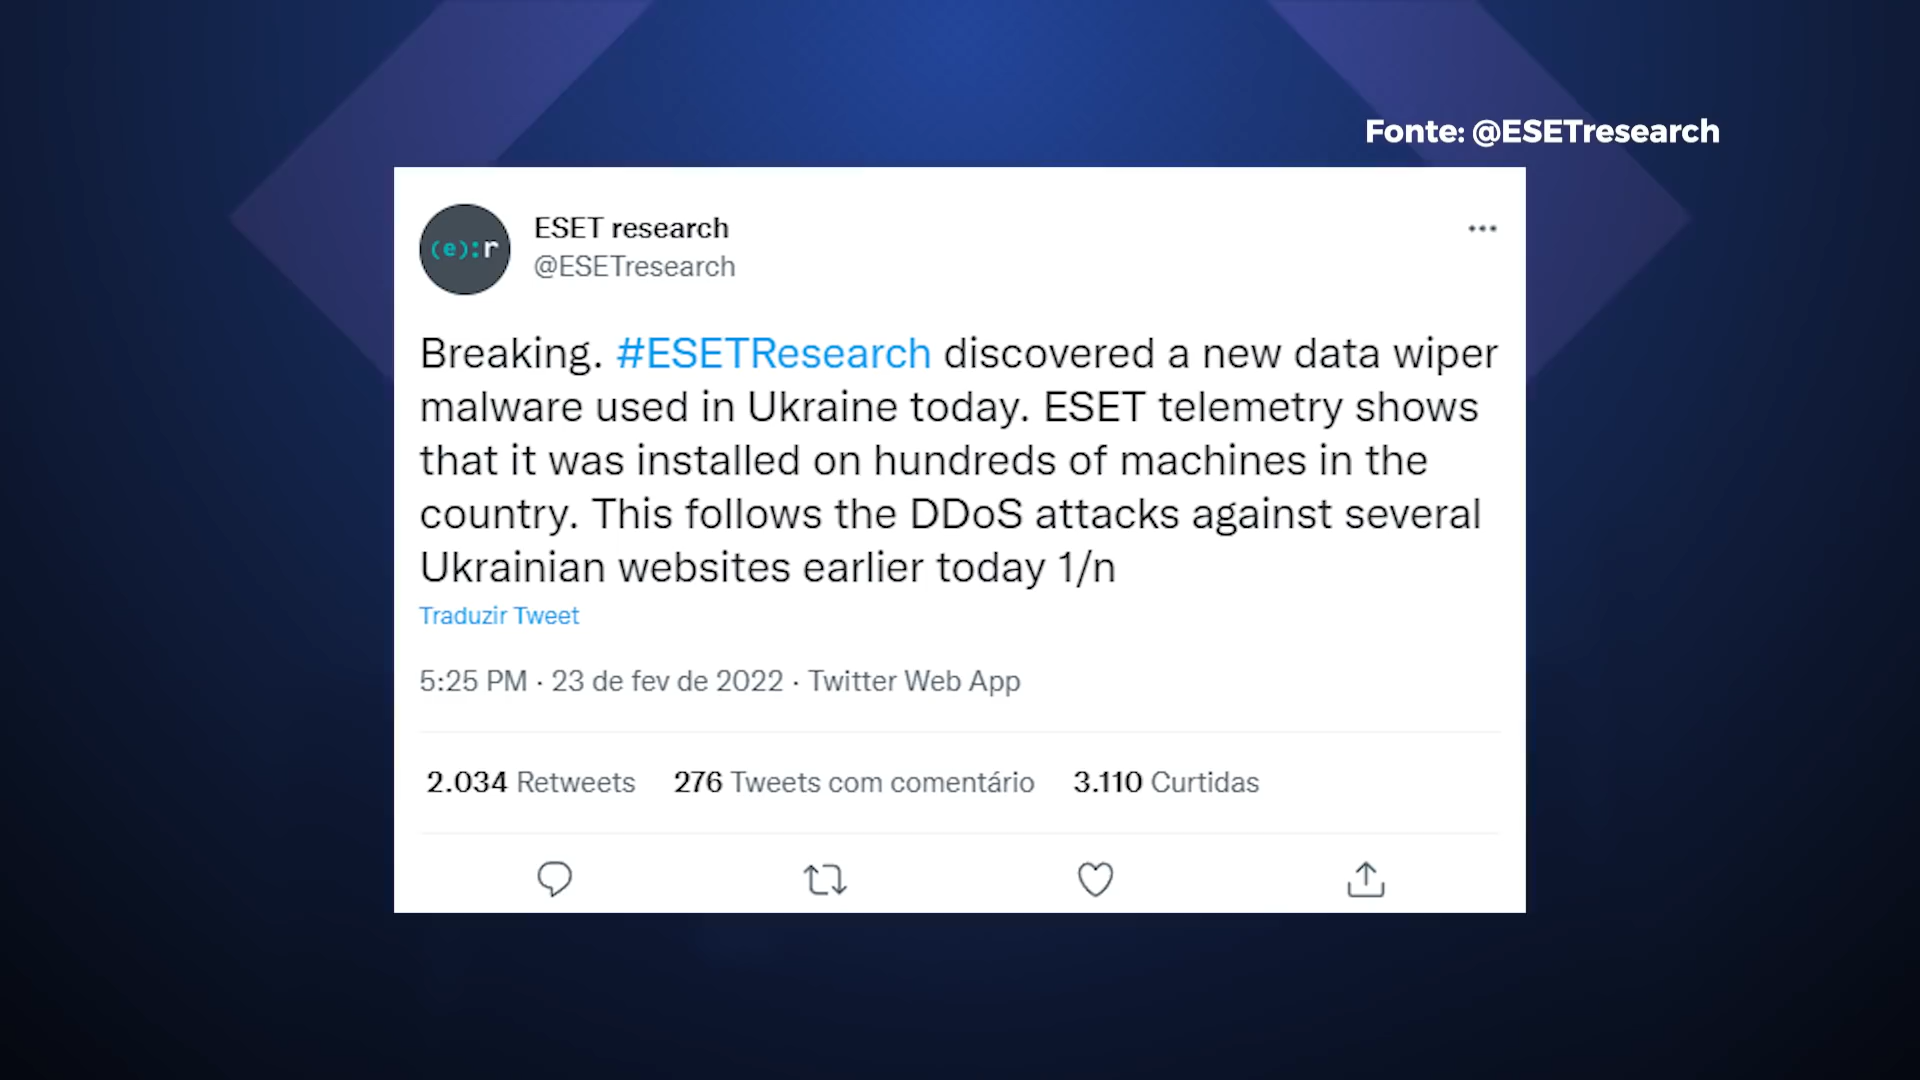 Fonte: @ESETresearch
(e):r
ESET research
@ESETresearch
Breaking. #ESETResearch discovered a new data wiper
malware used in Ukraine today. ESET telemetry shows
that it was installed on hundreds of machines in the
country. This follows the DDoS attacks against several
Ukrainian websites earlier today 1/n
Traduzir Tweet
5:25 PM · 23 de fev de 2022 · Twitter Web App
2.034 Retweets 276 Tweets com comentário 3.110 Curtidas